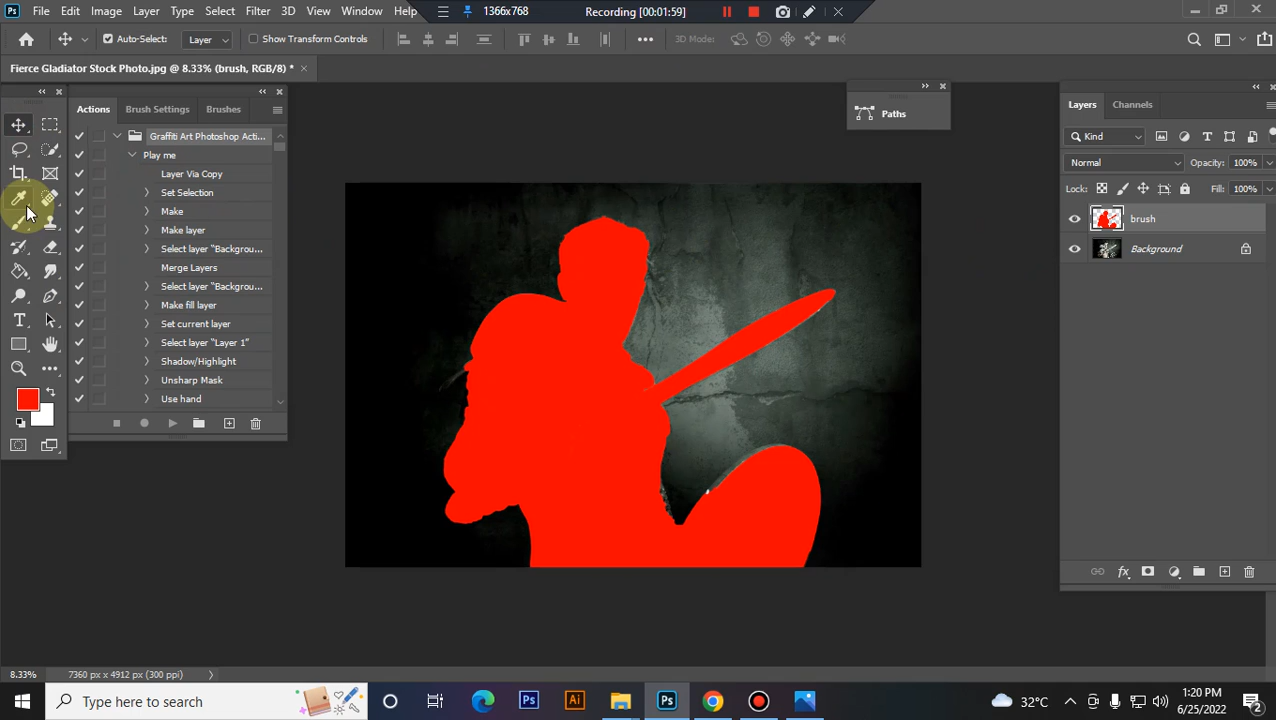 Ps File Edit Image Layer Type Select Filter 3D View Window Help 1366x768 Recording [00:01:59]
Auto-Select: Layer Show Transform Controls 3D Mode:
Fierce Gladiator Stock Photo.jpg @ 8.33% (brush, RGB/8) *
Actions Brush Settings Brushes
Graffiti Art Photoshop Acti...
Play me
Layer Via Copy
Set Selection
Make
Make layer
Select layer "Backgrou...
Merge Layers
Select layer "Backgrou...
Make fill layer
Set current layer
Select layer "Layer 1"
Shadow/Highlight
Unsharp Mask
Use hand
Paths
Layers Channels
Kind
Normal Opacity: 100%
Lock: Fill: 100%
brush
Background
8.33% 7360 px x 4912 px (300 ppi)
Type here to search
Ps Ai Ps
32°C
1:20 PM
6/25/2022
2